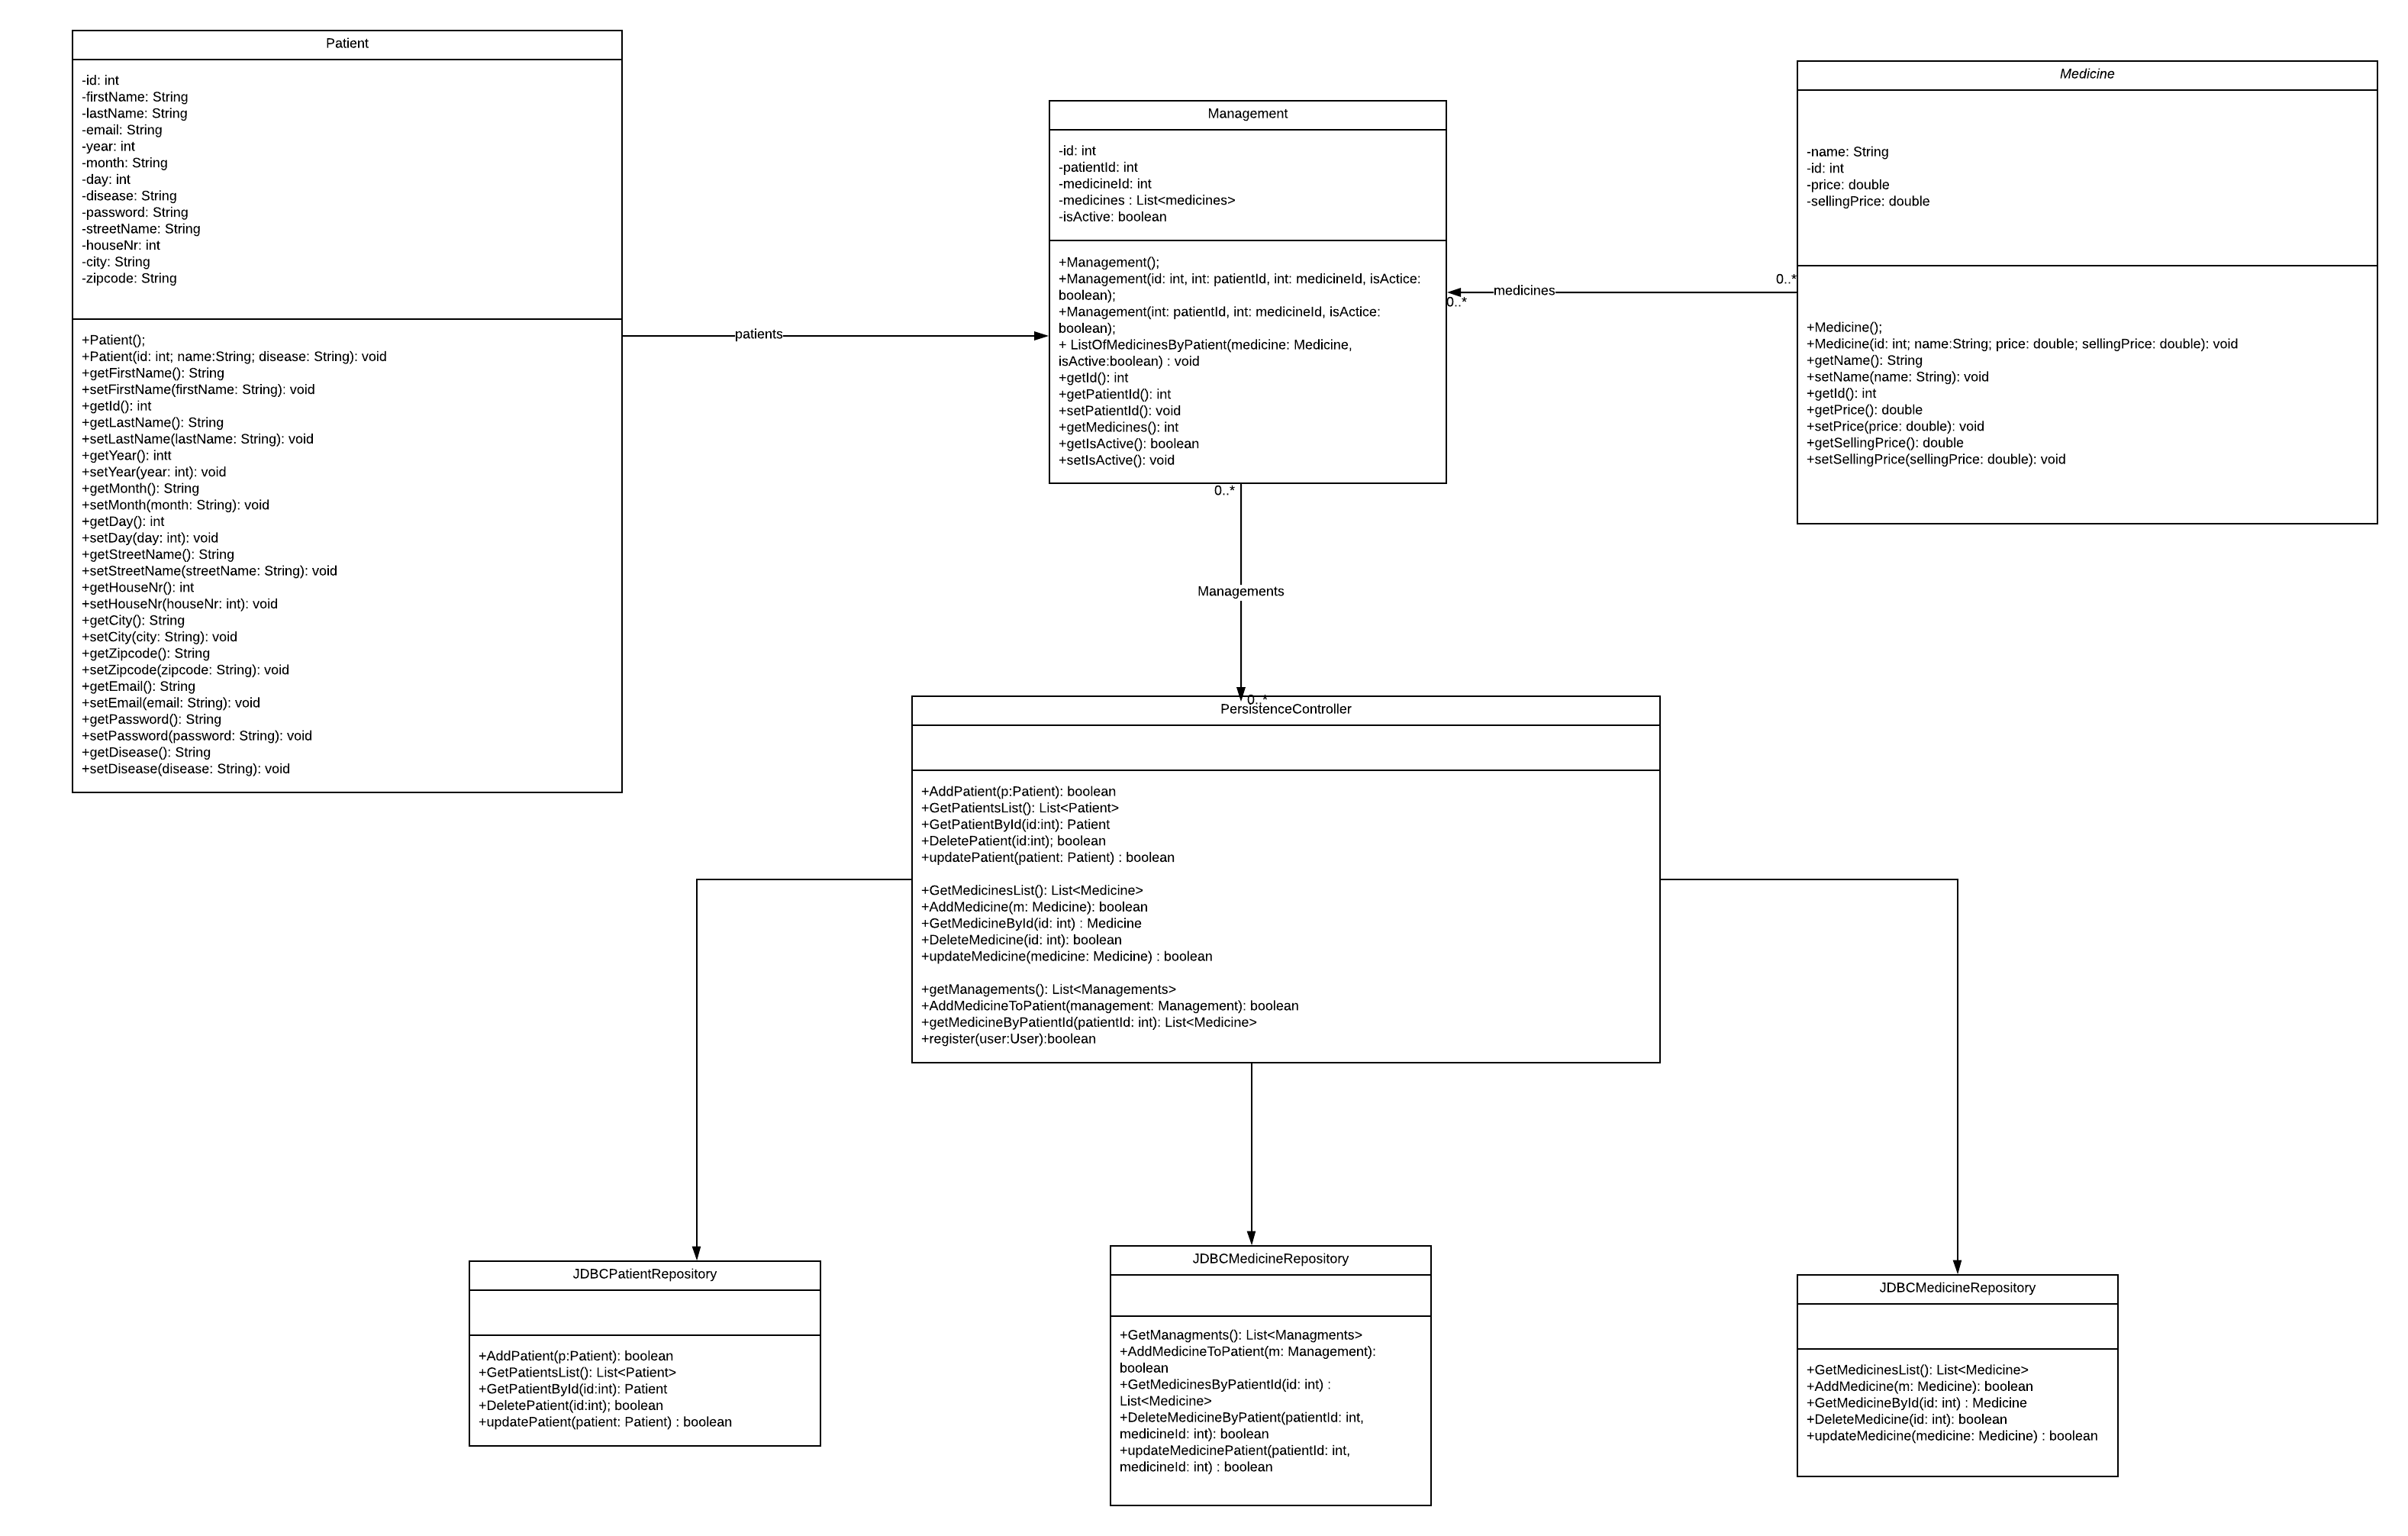 Patient
-id: int
-firstName: String
-lastName: String
-email: String
-year: int
-month: String
-day: int
-disease: String
-password: String
-streetName: String
-houseNr: int
-city: String
-zipcode: String
+Patient();
+Patient(id: int; name:String; disease: String): void
+getFirstName(): String
+setFirstName(firstName: String): void
+getId(): int
+getLastName(): String
+setLastName(lastName: String): void
+getYear(): intt
+setYear(year: int): void
+getMonth(): String
+setMonth(month: String): void
+getDay(): int
+setDay(day: int): void
+getStreetName(): String
+setStreetName(streetName: String): void
+getHouseNr(): int
+setHouseNr(houseNr: int): void
+getCity(): String
+setCity(city: String): void
+getZipcode(): String
+setZipcode(zipcode: String): void
+getEmail(): String
+setEmail(email: String): void
+getPassword(): String
+setPassword(password: String): void
+getDisease(): String
+setDisease(disease: String): void
patients
Management
-id: int
-patientId: int
-medicineId: int
-medicines : List<medicines>
-isActive: boolean
+Management();
+Management(id: int, int: patientId, int: medicineId, isActice:
boolean);
+Management(int: patientId, int: medicineId, isActice:
boolean);
+ ListOfMedicinesByPatient(medicine: Medicine,
isActive:boolean) : void
+getId(): int
+getPatientId(): int
+setPatientId(): void
+getMedicines(): int
+getIsActive(): boolean
+setIsActive(): void
0..*
medicines
0..*
Medicine
-name: String
-id: int
-price: double
-sellingPrice: double
+Medicine();
+Medicine(id: int; name:String; price: double; sellingPrice: double): void
+getName(): String
+setName(name: String): void
+getId(): int
+getPrice(): double
+setPrice(price: double): void
+getSellingPrice(): double
+setSellingPrice(sellingPrice: double): void
0..*
Managements
0..*
PersistenceController
+AddPatient(p:Patient): boolean
+GetPatientsList(): List<Patient>
+GetPatientById(id:int): Patient
+DeletePatient(id:int); boolean
+updatePatient(patient: Patient) : boolean
+GetMedicinesList(): List<Medicine>
+AddMedicine(m: Medicine): boolean
+GetMedicineById(id: int) : Medicine
+DeleteMedicine(id: int): boolean
+updateMedicine(medicine: Medicine) : boolean
+getManagements(): List<Managements>
+AddMedicineToPatient(management: Management): boolean
+getMedicineByPatientId(patientId: int): List<Medicine>
+register(user:User):boolean
JDBCPatientRepository
+AddPatient(p:Patient): boolean
+GetPatientsList(): List<Patient>
+GetPatientById(id:int): Patient
+DeletePatient(id:int); boolean
+updatePatient(patient: Patient) : boolean
JDBCMedicineRepository
+GetManagments(): List<Managments>
+AddMedicineToPatient(m: Management):
boolean
+GetMedicinesByPatientId(id: int) :
List<Medicine>
+DeleteMedicineByPatient(patientId: int,
medicineId: int): boolean
+updateMedicinePatient(patientId: int,
medicineId: int) : boolean
JDBCMedicineRepository
+GetMedicinesList(): List<Medicine>
+AddMedicine(m: Medicine): boolean
+GetMedicineById(id: int) : Medicine
+DeleteMedicine(id: int): boolean
+updateMedicine(medicine: Medicine) : boolean